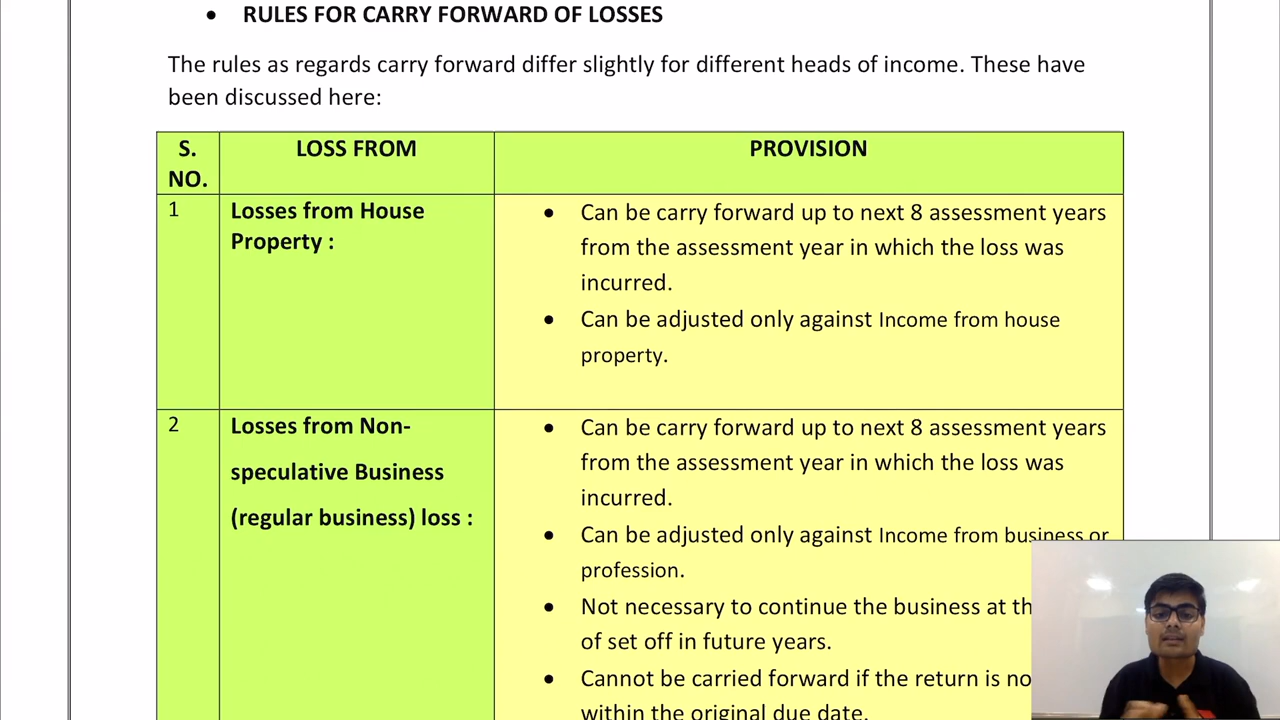 • RULES FOR CARRY FORWARD OF LOSSES
The rules as regards carry forward differ slightly for different heads of income. These have
been discussed here:
S.
NO.
LOSS FROM
PROVISION
1
Losses from House
Property :
• Can be carry forward up to next 8 assessment years
from the assessment year in which the loss was
incurred.
• Can be adjusted only against Income from house
property.
2
Losses from Non-
speculative Business
(regular business) loss :
• Can be carry forward up to next 8 assessment years
from the assessment year in which the loss was
incurred.
• Can be adjusted only against Income from business or
profession.
• Not necessary to continue the business at
of set off in future years.
• Cannot be carried forward if the return is
within the original due date.